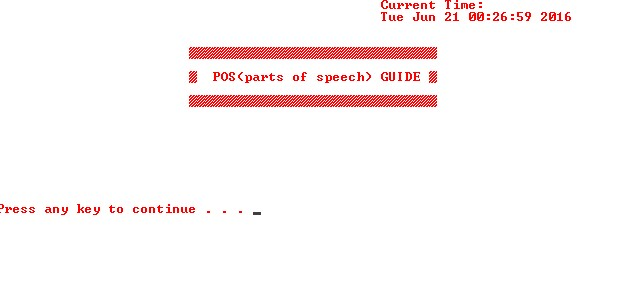 Current Time:
Tue Jun 21 00:26:59 2016
POS(parts of speech) GUIDE
Press any key to continue . . .